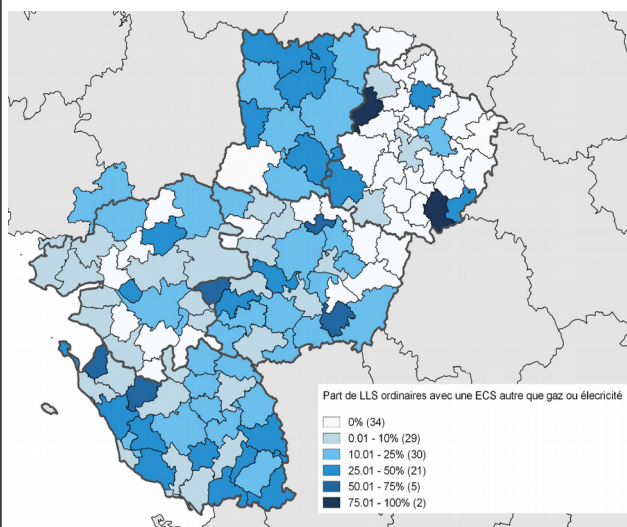 Part de LLS ordinaires avec une ECS autre que gaz ou élecricité
0% (34)
0.01 - 10% (29)
10.01 - 25% (30)
25.01 - 50% (21)
50.01 - 75% (5)
75.01 - 100% (2)